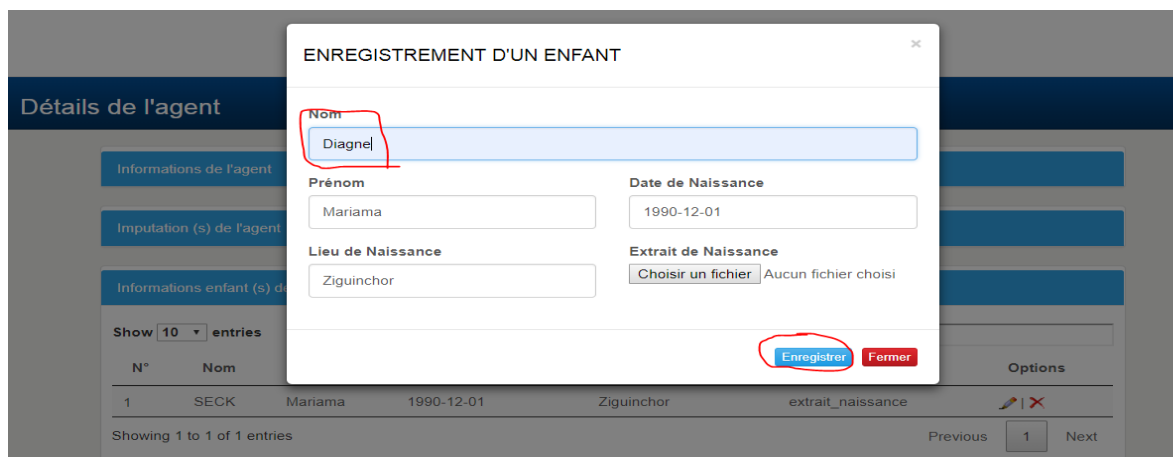 ENREGISTREMENT D'UN ENFANT
×
Détails de l'agent
Nom
Diagne
Informations de l'agent
Prénom
Date de Naissance
Mariama
1990-12-01
Imputation (s) de l'agent
Lieu de Naissance
Extrait de Naissance
Ziguinchor
Choisir un fichier Aucun fichier choisi
Informations enfant (s) de
Show 10 entries
Enregistrer Fermer
N° Nom Options
1 SECK Mariama 1990-12-01 Ziguinchor extrait_naissance |
Showing 1 to 1 of 1 entries
Previous 1 Next